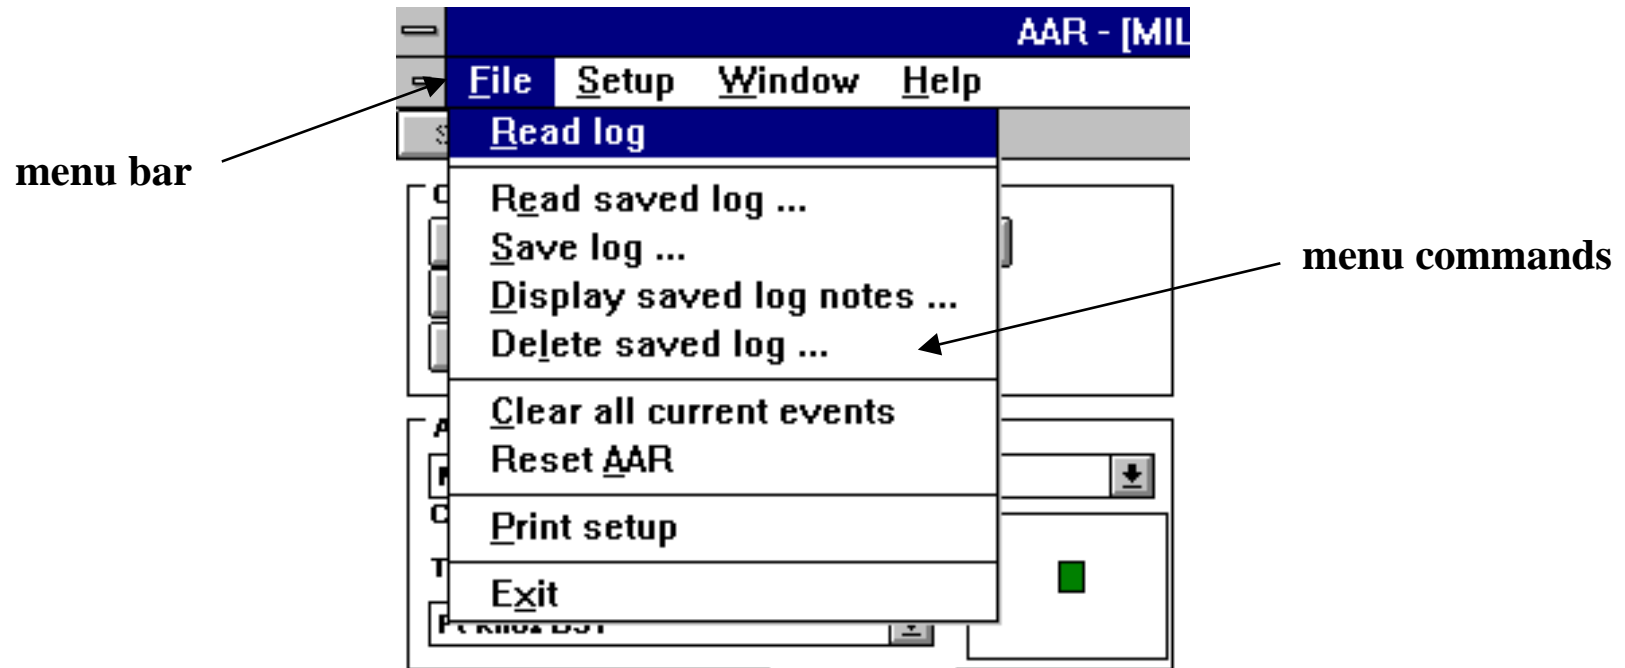 AAR - [MIL
File Setup Window Help
Read log
menu bar
Read saved log ...
Save log ...
menu commands
Display saved log notes ...
Delete saved log ...
Clear all current events
Reset AAR
Print setup
Exit